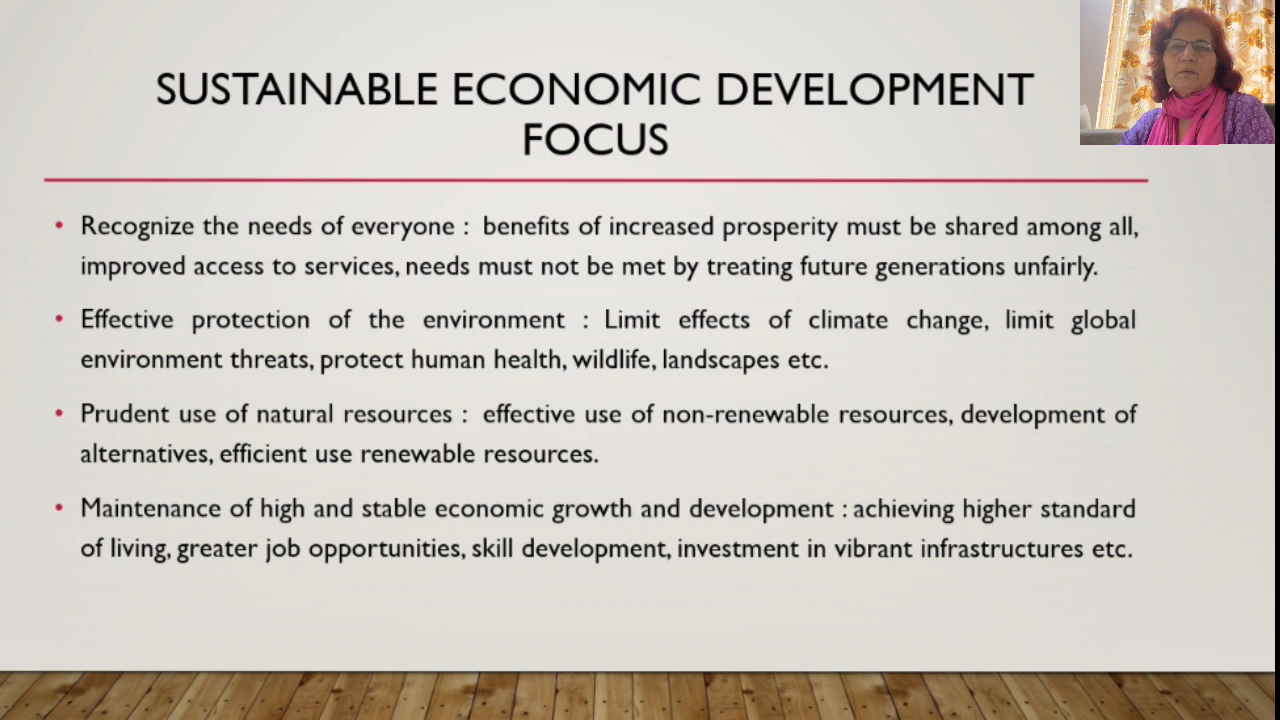 SUSTAINABLE ECONOMIC DEVELOPMENT
FOCUS
• Recognize the needs of everyone : benefits of increased prosperity must be shared among all,
improved access to services, needs must not be met by treating future generations unfairly.
• Effective protection of the environment : Limit effects of climate change, limit global
environment threats, protect human health, wildlife, landscapes etc.
• Prudent use of natural resources : effective use of non-renewable resources, development of
alternatives, efficient use renewable resources.
• Maintenance of high and stable economic growth and development : achieving higher standard
of living, greater job opportunities, skill development, investment in vibrant infrastructures etc.